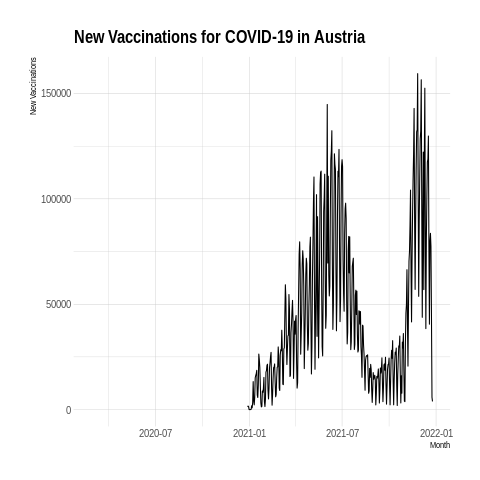 New Vaccinations for COVID-19 in Austria
New Vaccinations
150000
100000
50000
0
2020-07
2021-01
2021-07
2022-01
Month